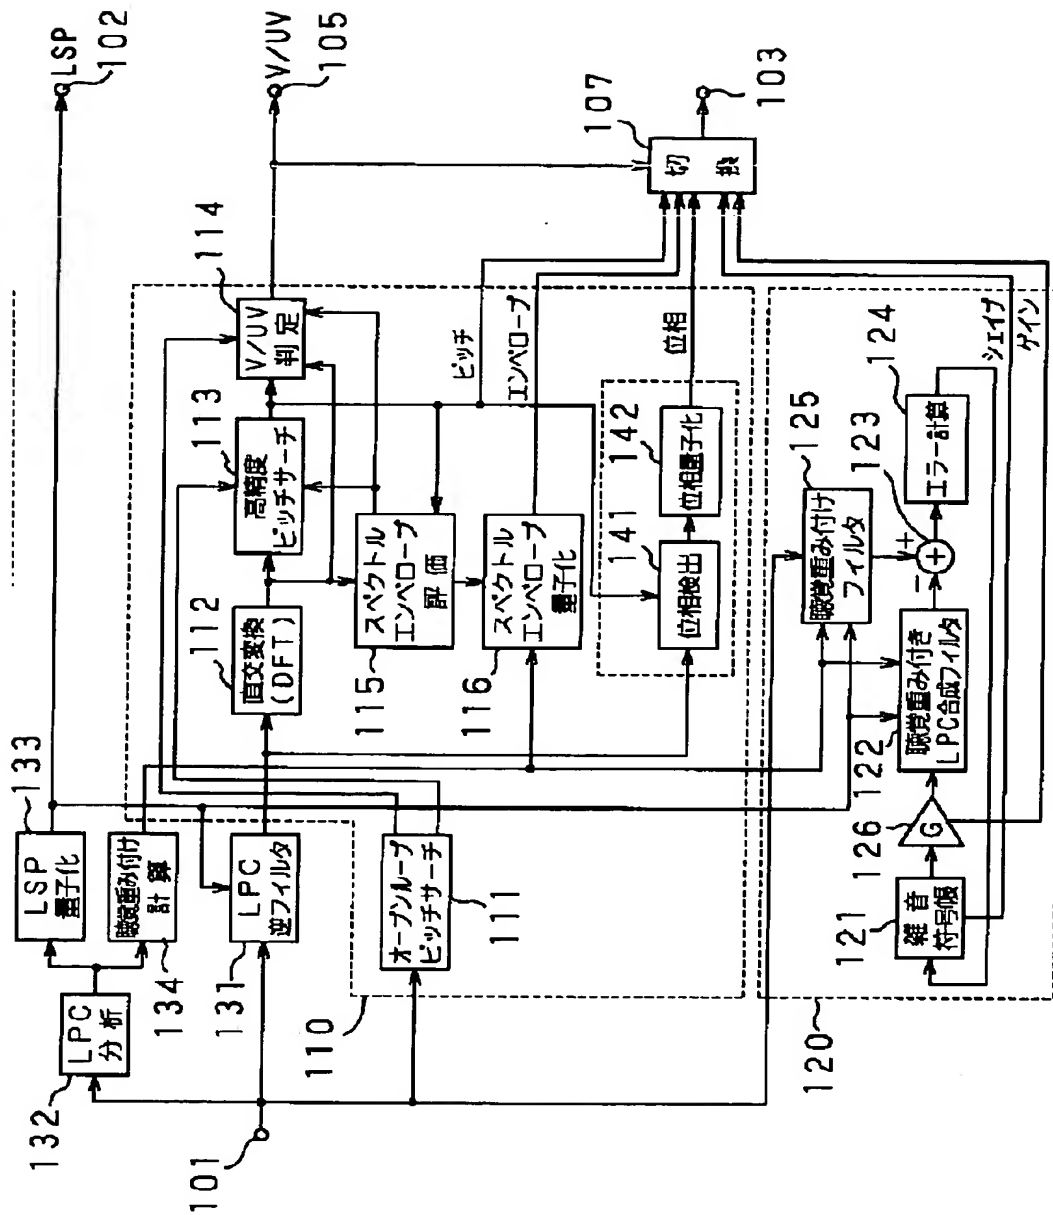 LSP
102
V/UV
105
107
切換
103
133
LSP
量子化
132
LPC
分析
聴覚重み付け
計算
134
LPC
逆フィルタ
131
101
110
オープンループ
ピッチサーチ
111
112
直交変換
(DFT)
113
高精度
ピッチサーチ
114
V/UV
判定
115
スペクトル
エンベロープ
評価
116
スペクトル
エンベロープ
量子化
ピッチ
エンベロープ
位相
141
位相検出
142
位相量子化
120
121
雑音
符号帳
126
G
122
聴覚重み付き
LPC合成フィルタ
125
聴覚重み付け
フィルタ
+
−
+
123
124
エラー計算
シェイプ
ゲイン